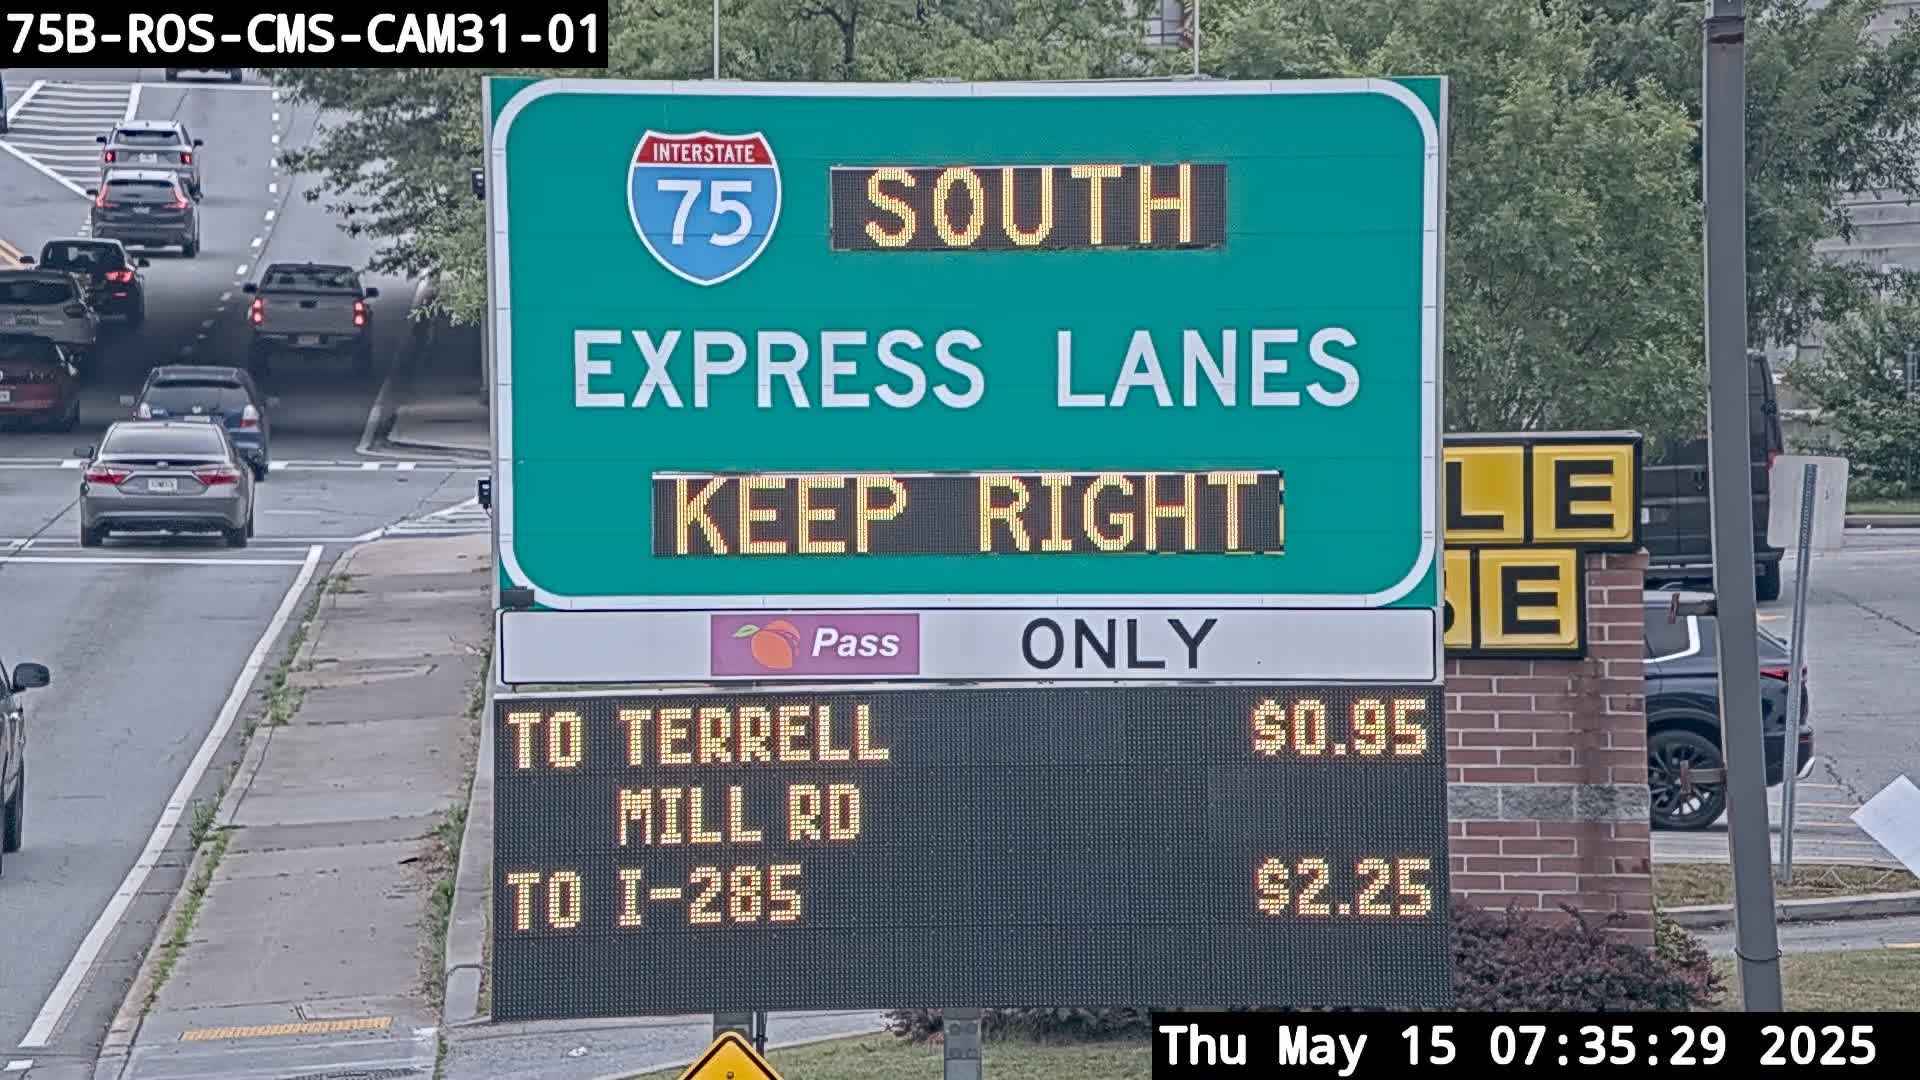 75B-ROS-CMS-CAM31-01
INTERSTATE
75
SOUTH
EXPRESS LANES
KEEP RIGHT
Pass ONLY
TO TERRELL $0.95
MILL RD
TO I-285 $2.25
LE
E
Thu May 15 07:35:29 2025